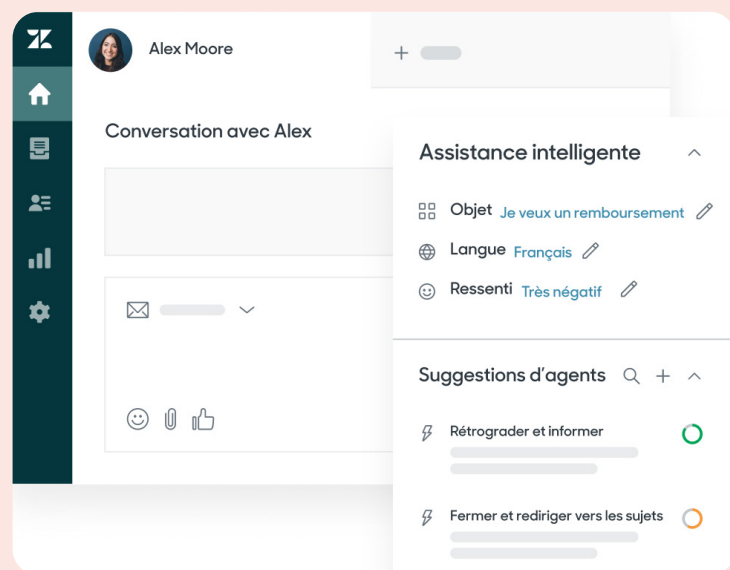 Alex Moore
Conversation avec Alex
Assistance intelligente
Objet Je veux un remboursement
Langue Français
Ressenti Très négatif
Suggestions d'agents
Rétrograder et informer
Fermer et rediriger vers les sujets